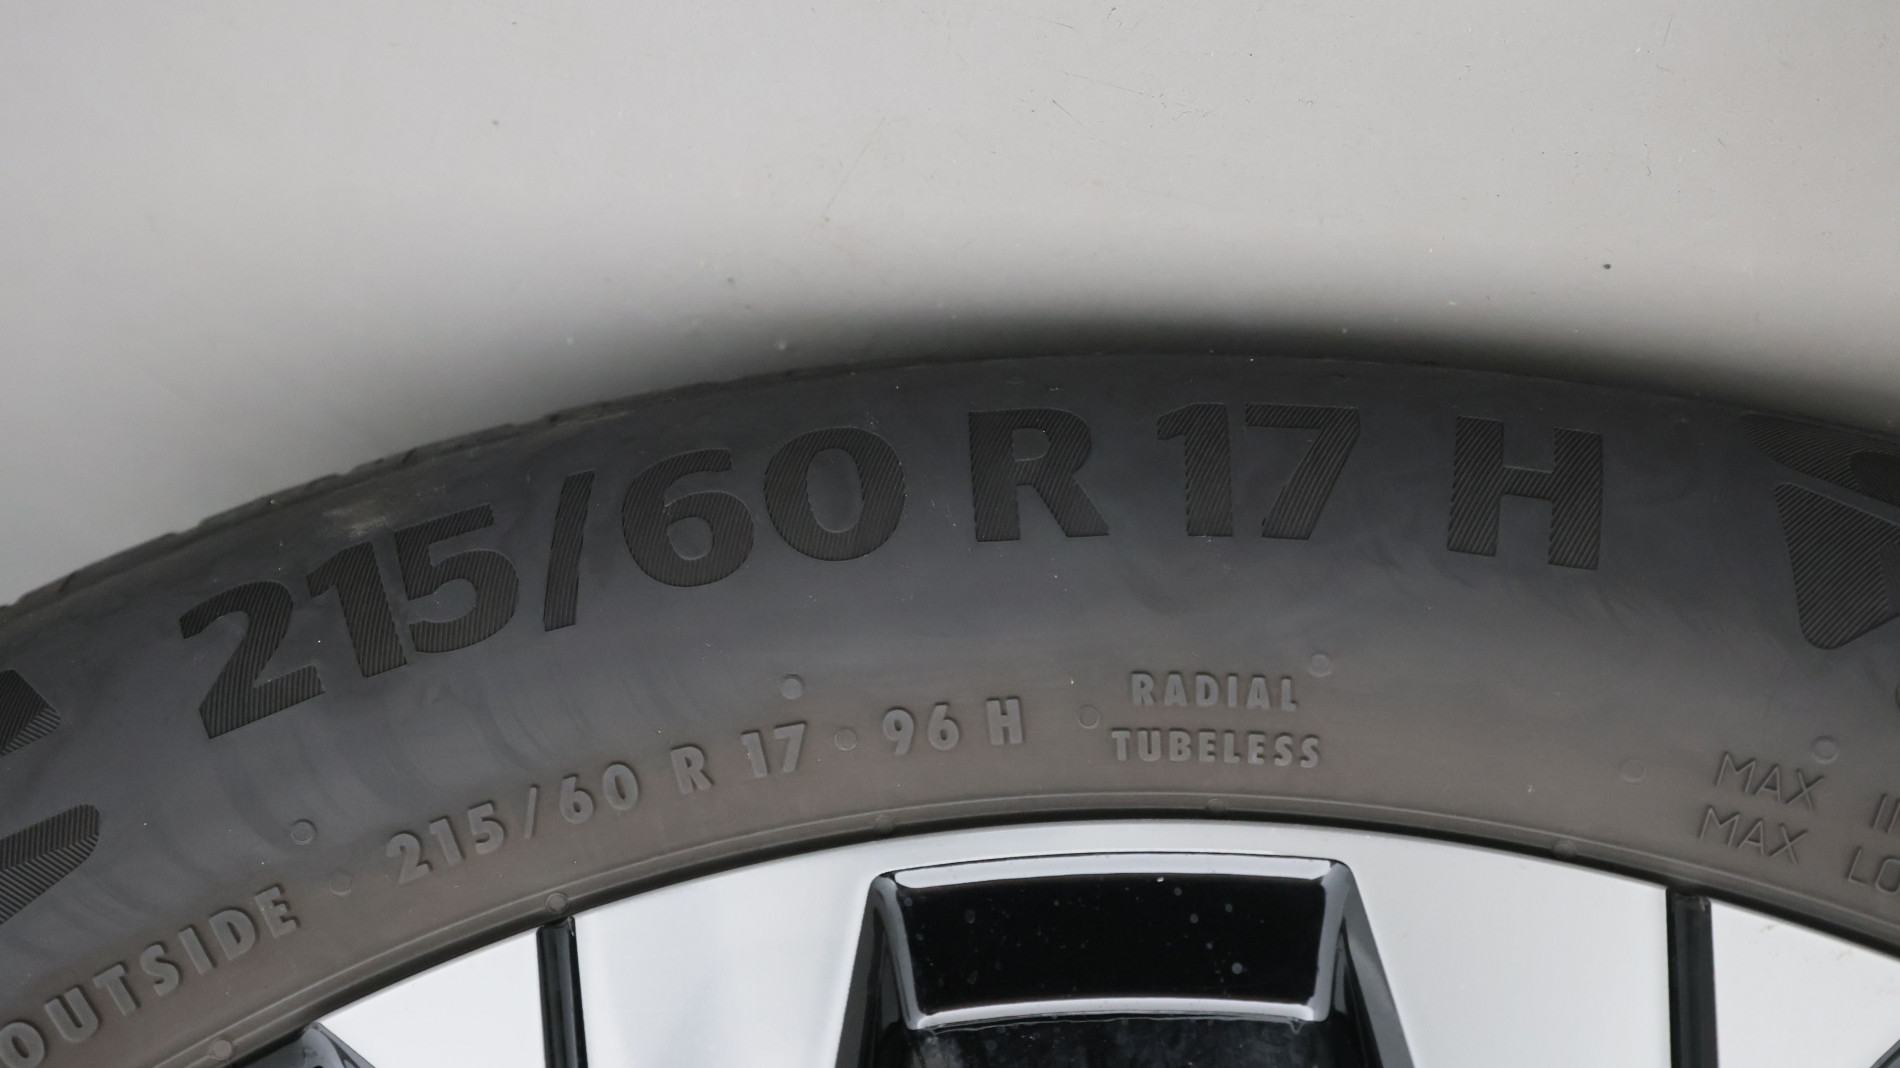 215/60 R 17 H
OUTSIDE 215/60 R 17 96 H
RADIAL
TUBELESS
MAX
MAX